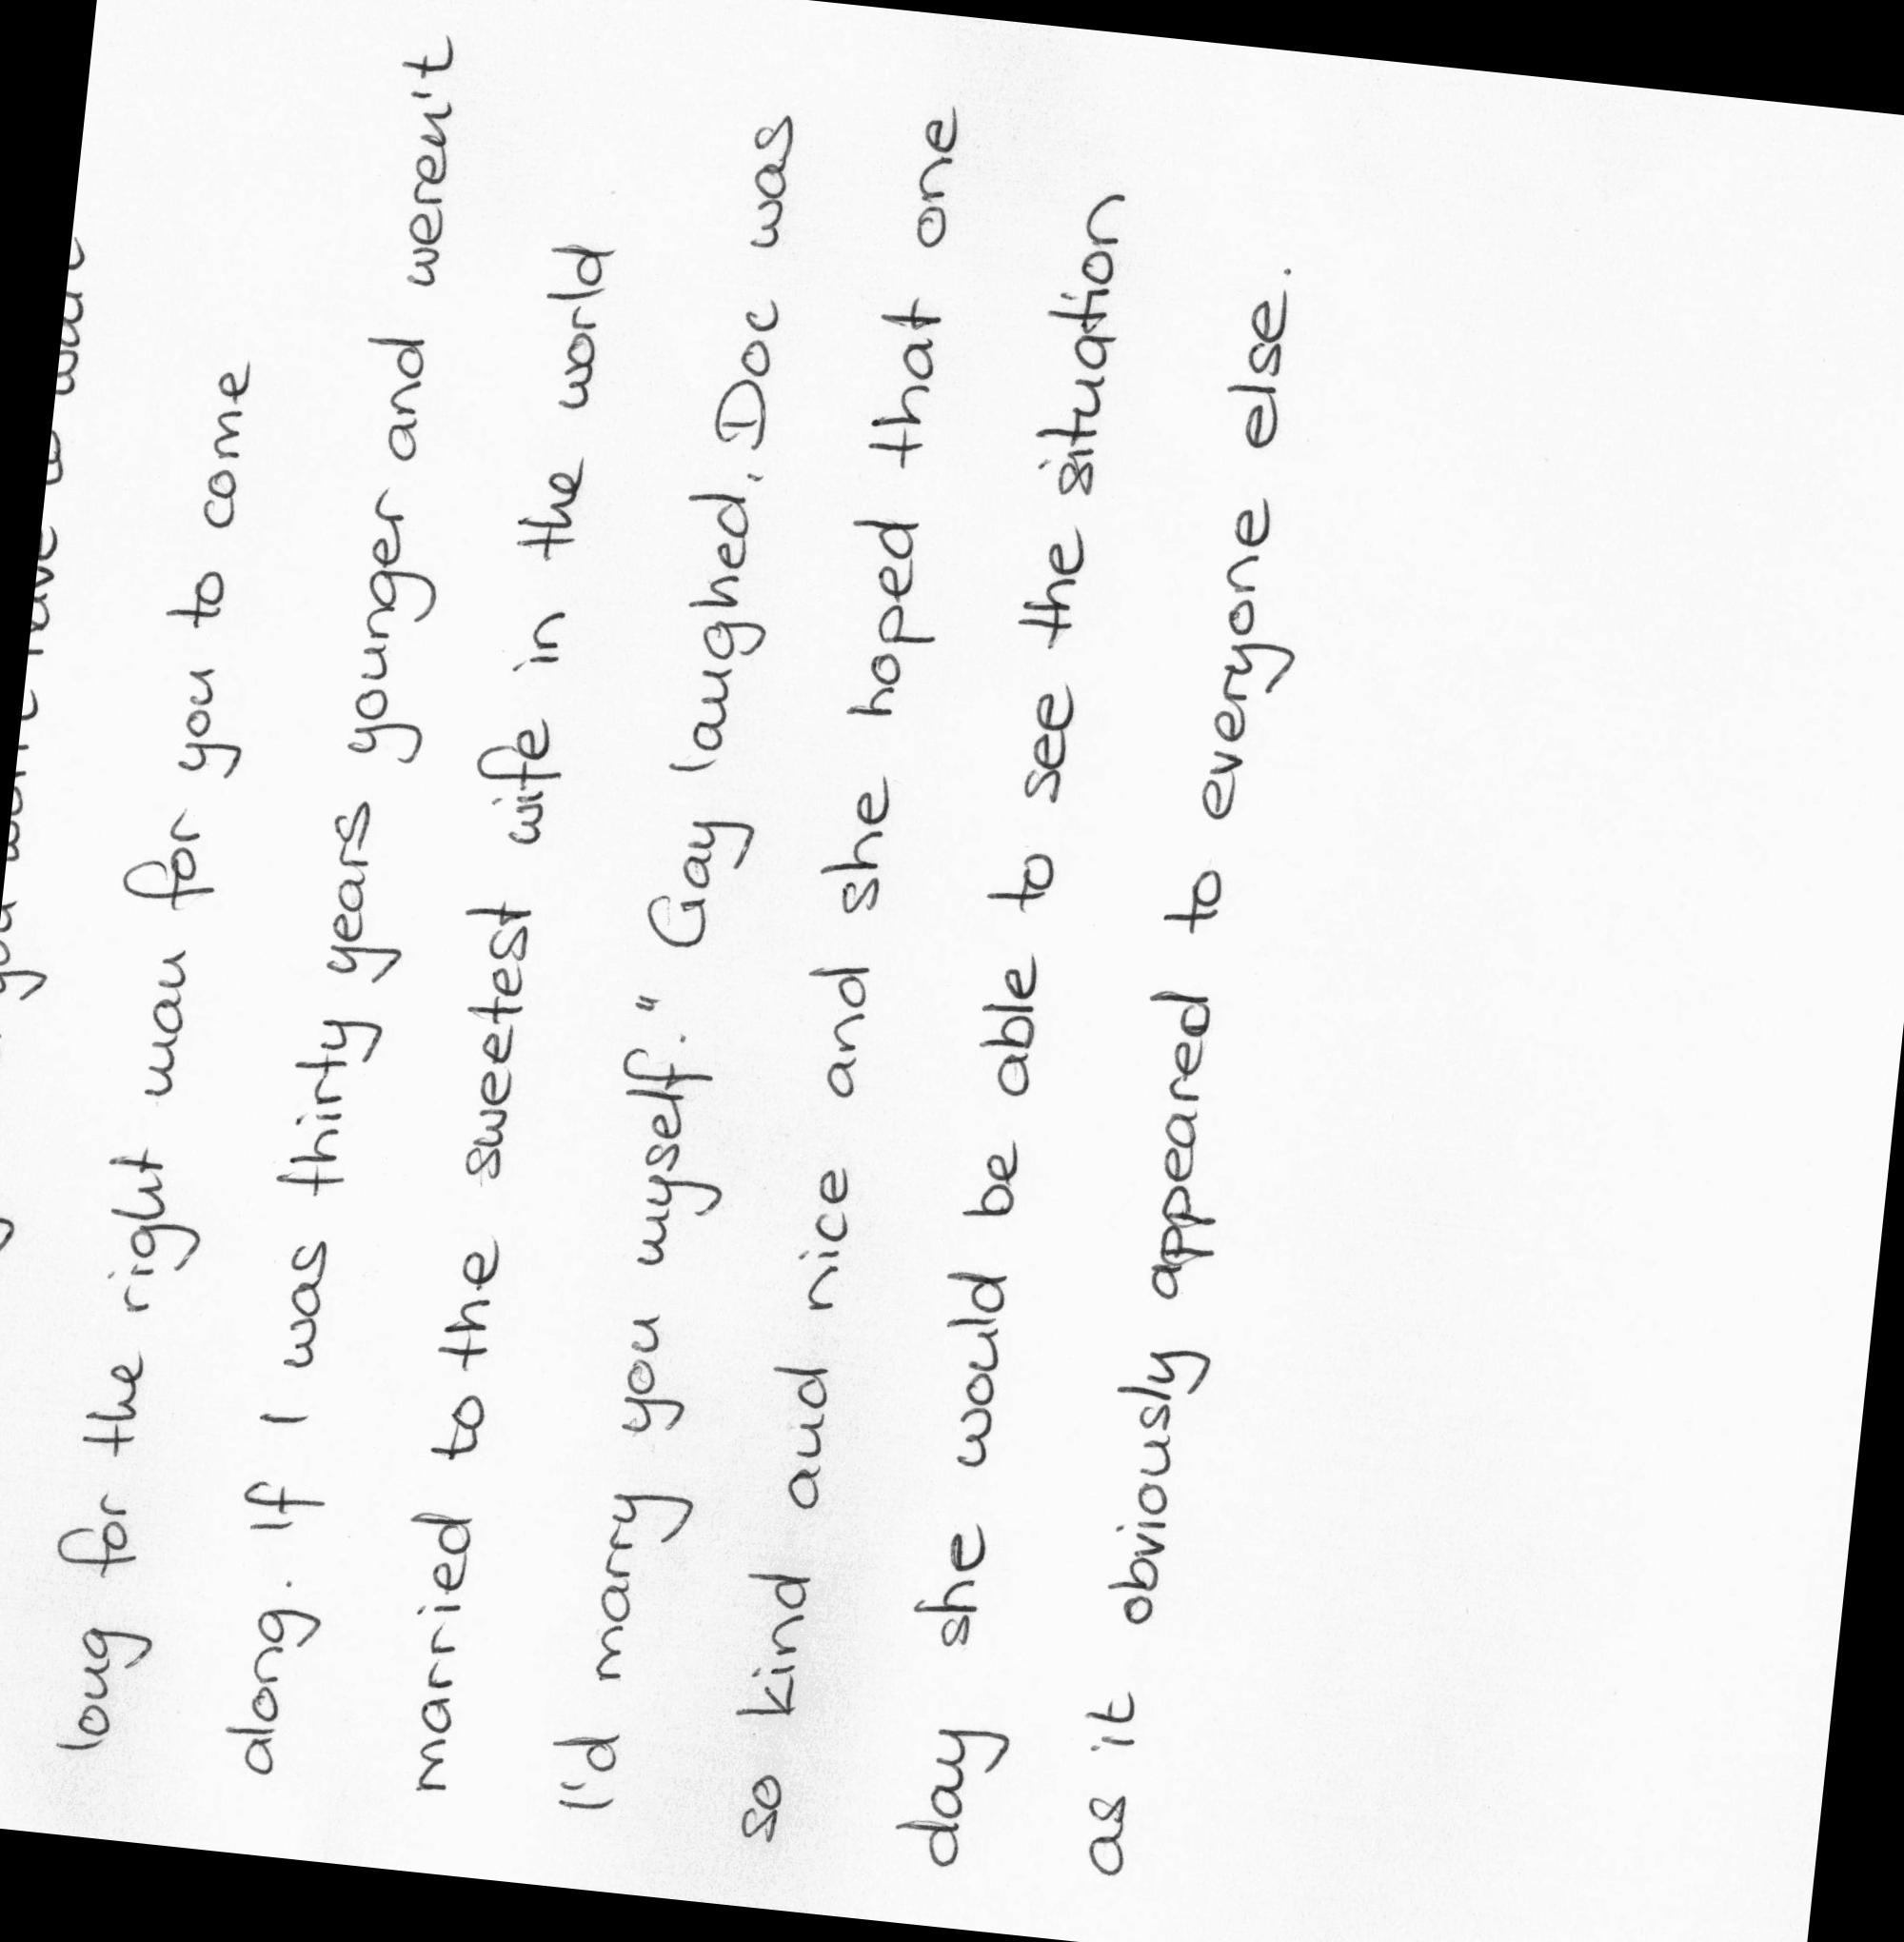 you won't have to wait
long for the right man for you to come
along. If I was thirty years younger and weren't
married to the sweetest wife in the world
I'd marry you myself." Gay laughed. Doc was
so kind and nice and she hoped that one
day she would be able to see the situation
as it obviously appeared to everyone else.